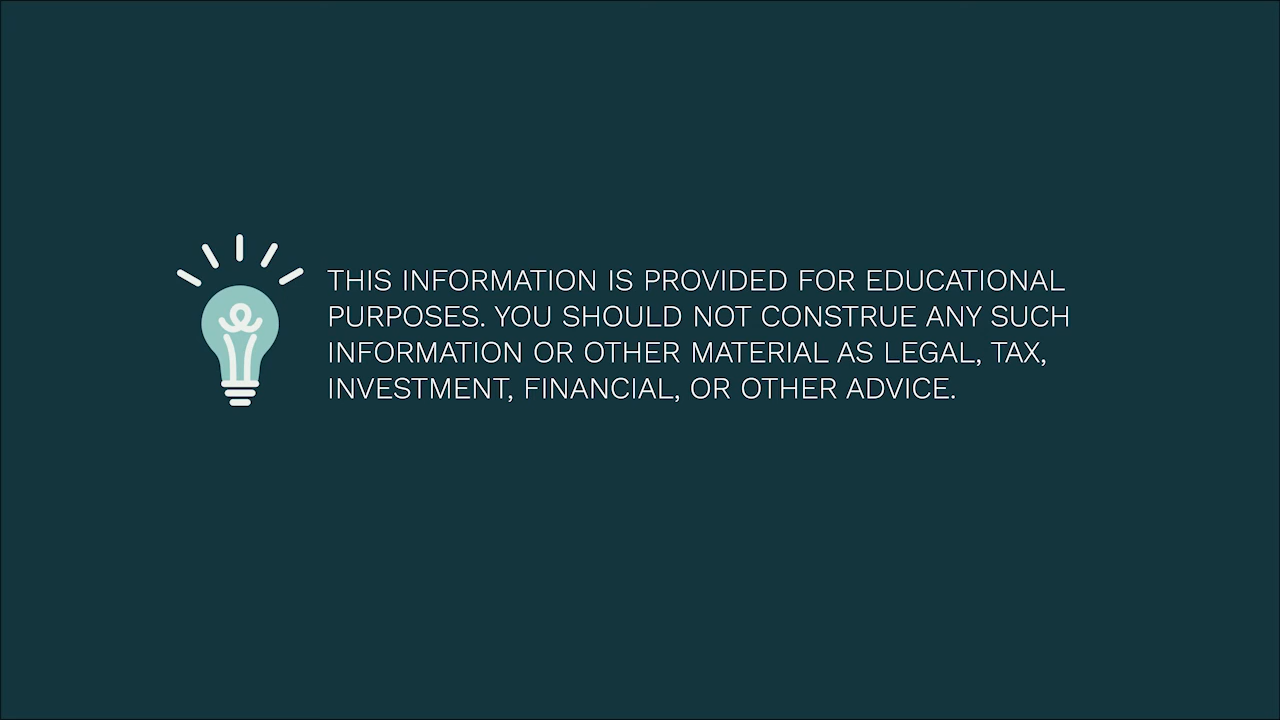 THIS INFORMATION IS PROVIDED FOR EDUCATIONAL
PURPOSES. YOU SHOULD NOT CONSTRUE ANY SUCH
INFORMATION OR OTHER MATERIAL AS LEGAL, TAX,
INVESTMENT, FINANCIAL, OR OTHER ADVICE.